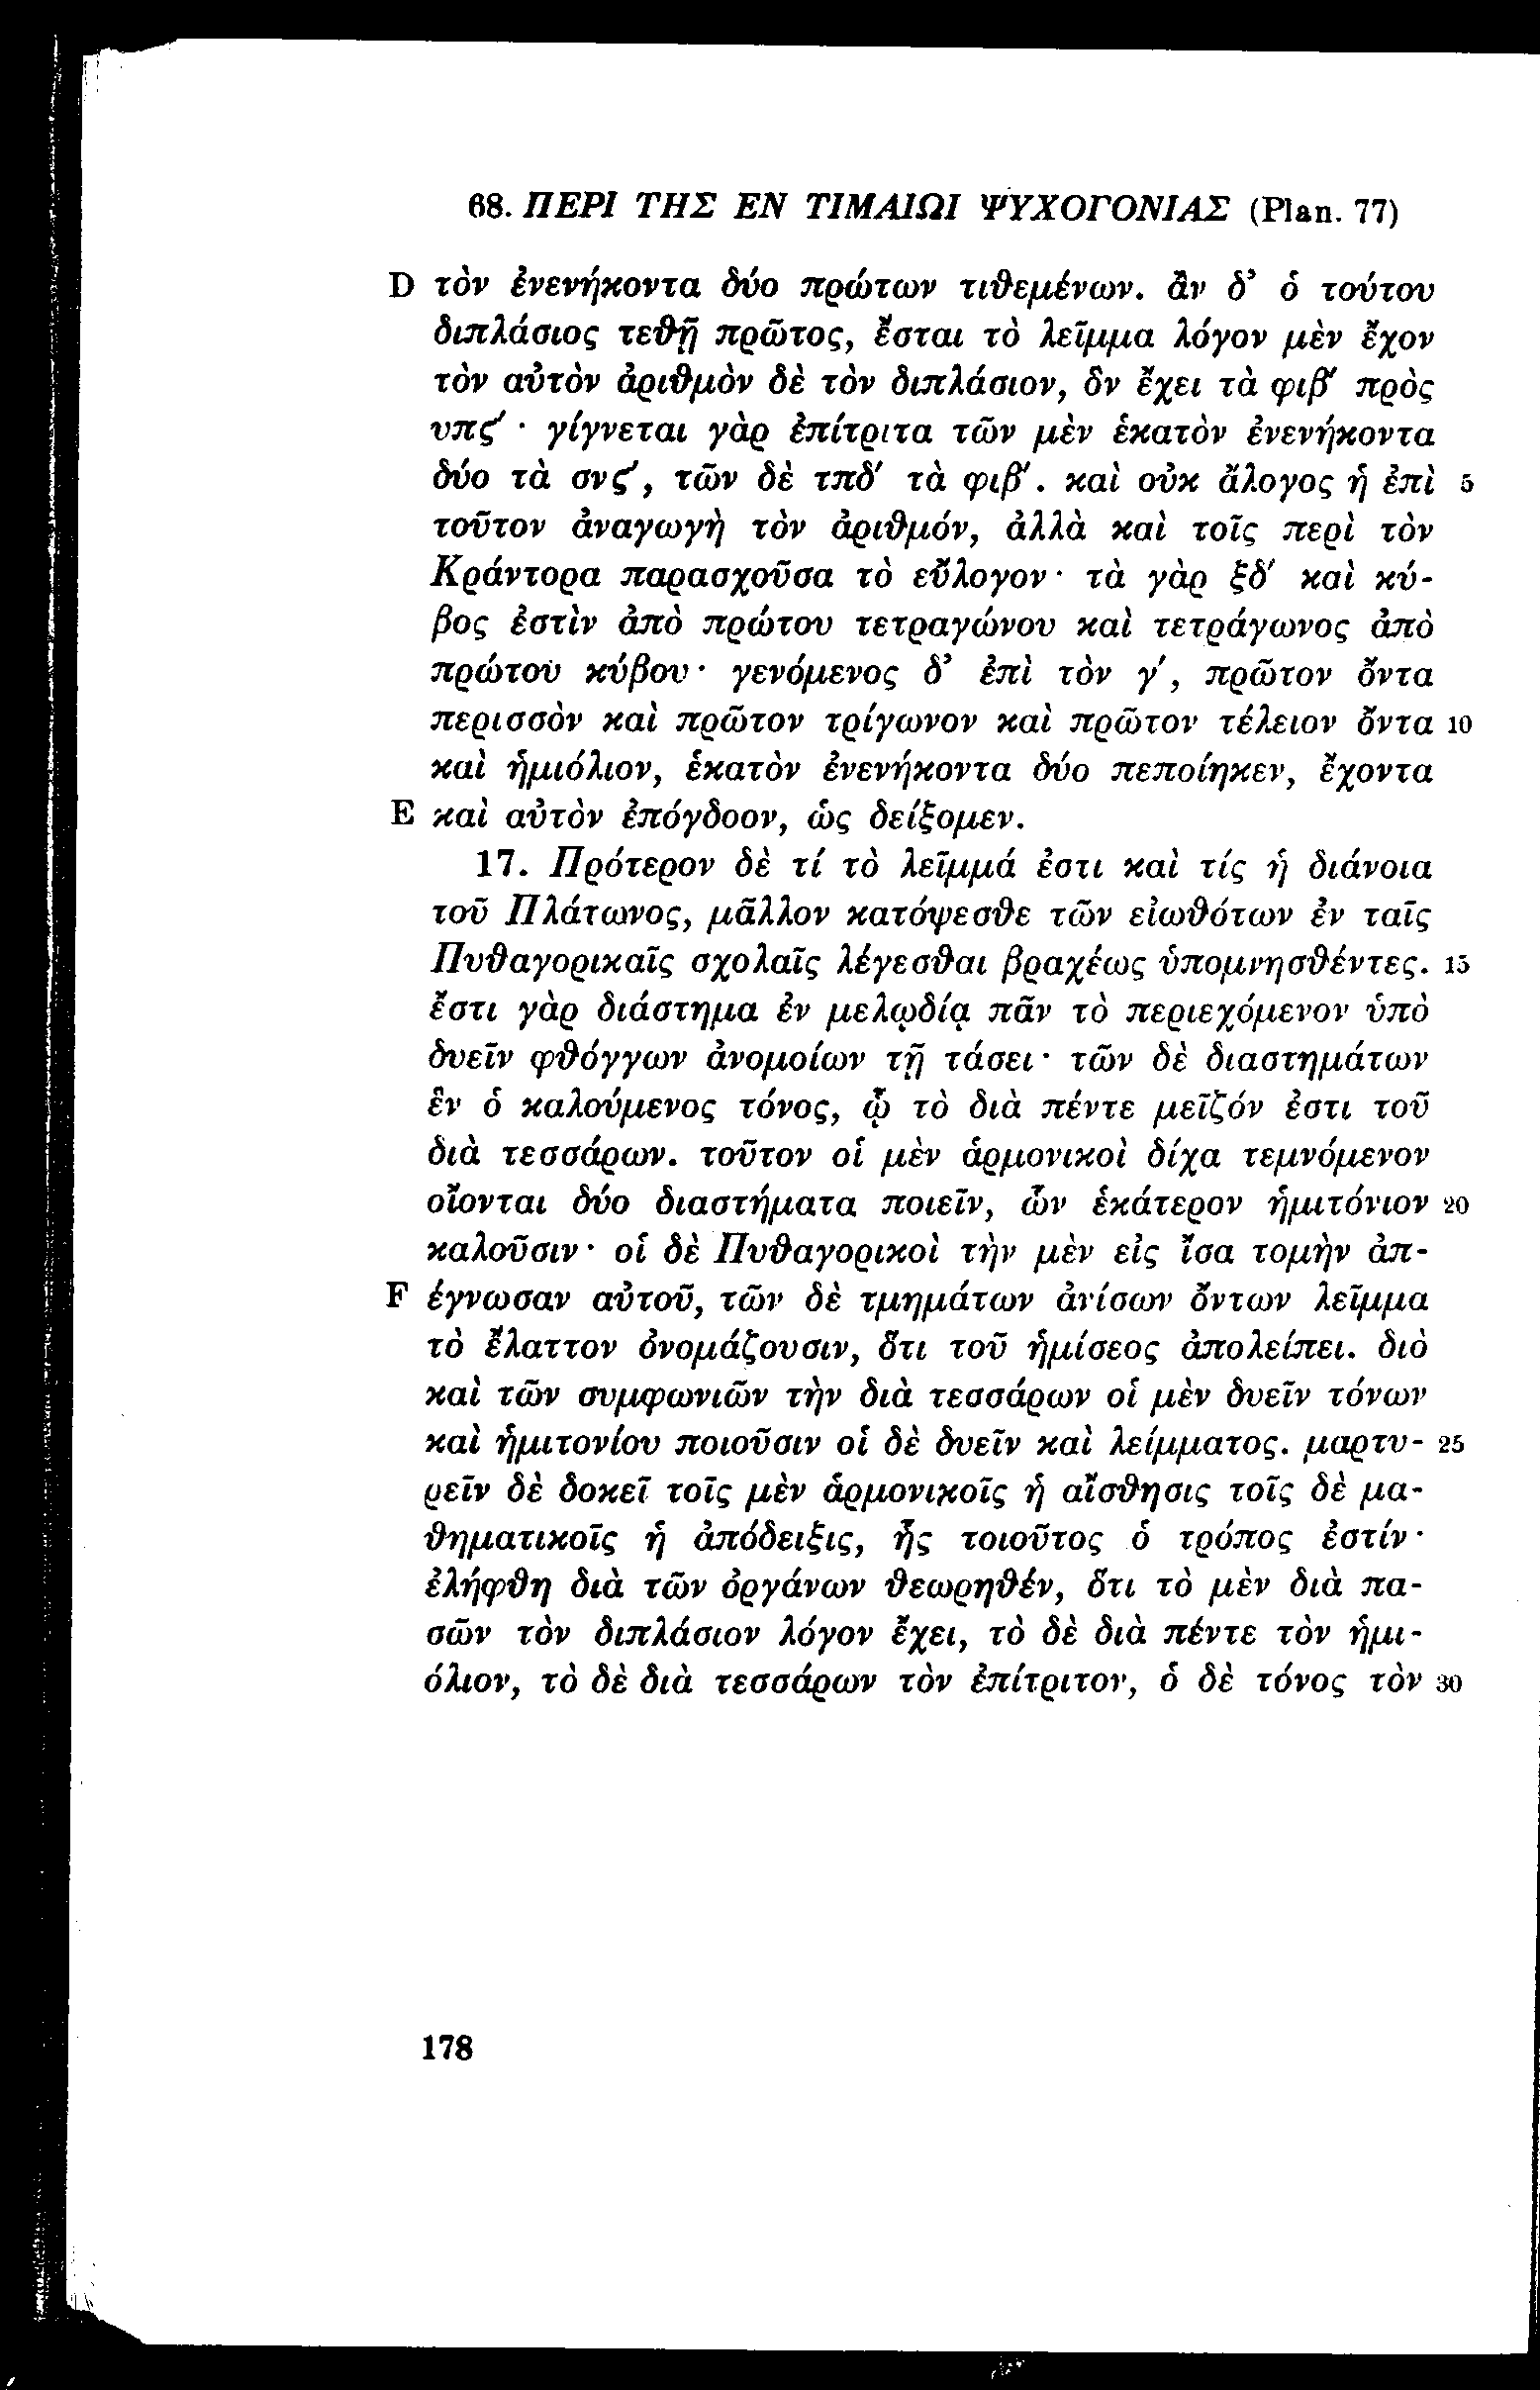 68. ΠΕΡΙ ΤΗΣ ΕΝ ΤΙΜΑΙΩΙ ΨΥΧΟΓΟΝΙΑΣ (Plan. 77)
D τὸν ἐνενήκοντα δύο πρώτων τιθεμένων. ἂν δ’ ὁ τούτου
διπλάσιος τεθῇ πρῶτος, ἔσται τὸ λεῖμμα λόγον μὲν ἔχον
τὸν αὐτὸν ἀριθμὸν δὲ τὸν διπλάσιον, ὃν ἔχει τὰ φιβ′ πρὸς
υπς′ · γίγνεται γὰρ ἐπίτριτα τῶν μὲν ἑκατὸν ἐνενήκοντα
δύο τὰ σνς′, τῶν δὲ τπδ′ τὰ φιβ′. καὶ οὐκ ἄλογος ἡ ἐπὶ 5
τοῦτον ἀναγωγὴ τὸν ἀριθμόν, ἀλλὰ καὶ τοῖς περὶ τὸν
Κράντορα παρασχοῦσα τὸ εὔλογον· τὰ γὰρ ξδ′ καὶ κύ-
βος ἐστὶν ἀπὸ πρώτου τετραγώνου καὶ τετράγωνος ἀπὸ
πρώτου κύβου· γενόμενος δ’ ἐπὶ τὸν γ′, πρῶτον ὄντα
περισσὸν καὶ πρῶτον τρίγωνον καὶ πρῶτον τέλειον ὄντα 10
καὶ ἡμιόλιον, ἑκατὸν ἐνενήκοντα δύο πεποίηκεν, ἔχοντα
E καὶ αὐτὸν ἐπόγδοον, ὡς δείξομεν.
17. Πρότερον δὲ τί τὸ λεῖμμά ἐστι καὶ τίς ἡ διάνοια
τοῦ Πλάτωνος, μᾶλλον κατόψεσθε τῶν εἰωθότων ἐν ταῖς
Πυθαγορικαῖς σχολαῖς λέγεσθαι βραχέως ὑπομνησθέντες. 15
ἔστι γὰρ διάστημα ἐν μελῳδίᾳ πᾶν τὸ περιεχόμενον ὑπὸ
δυεῖν φθόγγων ἀνομοίων τῇ τάσει· τῶν δὲ διαστημάτων
ἓν ὁ καλούμενος τόνος, ᾧ τὸ διὰ πέντε μεῖζόν ἐστι τοῦ
διὰ τεσσάρων. τοῦτον οἱ μὲν ἁρμονικοὶ δίχα τεμνόμενον
οἴονται δύο διαστήματα ποιεῖν, ὧν ἑκάτερον ἡμιτόνιον 20
καλοῦσιν· οἱ δὲ Πυθαγορικοὶ τὴν μὲν εἰς ἴσα τομὴν ἀπ-
F έγνωσαν αὐτοῦ, τῶν δὲ τμημάτων ἀνίσων ὄντων λεῖμμα
τὸ ἔλαττον ὀνομάζουσιν, ὅτι τοῦ ἡμίσεος ἀπολείπει. διὸ
καὶ τῶν συμφωνιῶν τὴν διὰ τεσσάρων οἱ μὲν δυεῖν τόνων
καὶ ἡμιτονίου ποιοῦσιν οἱ δὲ δυεῖν καὶ λείμματος. μαρτυ- 25
ρεῖν δὲ δοκεῖ τοῖς μὲν ἁρμονικοῖς ἡ αἴσθησις τοῖς δὲ μα-
θηματικοῖς ἡ ἀπόδειξις, ἧς τοιοῦτος ὁ τρόπος ἐστίν·
ἐλήφθη διὰ τῶν ὀργάνων θεωρηθέν, ὅτι τὸ μὲν διὰ πα-
σῶν τὸν διπλάσιον λόγον ἔχει, τὸ δὲ διὰ πέντε τὸν ἡμι-
όλιον, τὸ δὲ διὰ τεσσάρων τὸν ἐπίτριτον, ὁ δὲ τόνος τὸν 30
178